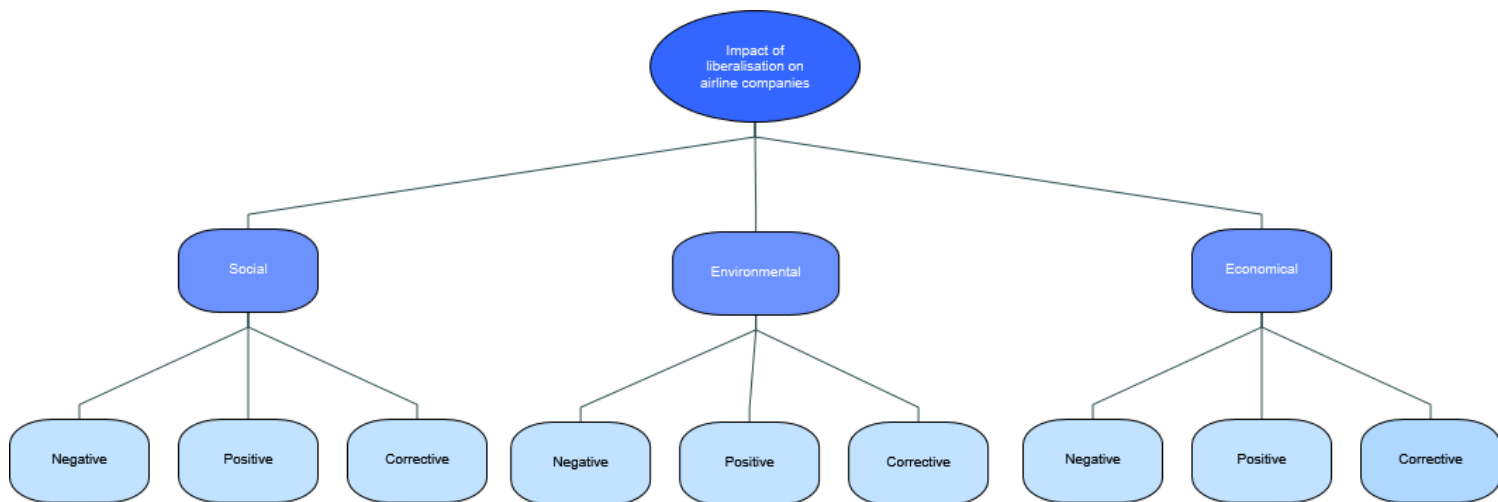 Impact of
liberalisation on
airline companies
Social
Environmental
Economical
Negative
Positive
Corrective
Negative
Positive
Corrective
Negative
Positive
Corrective